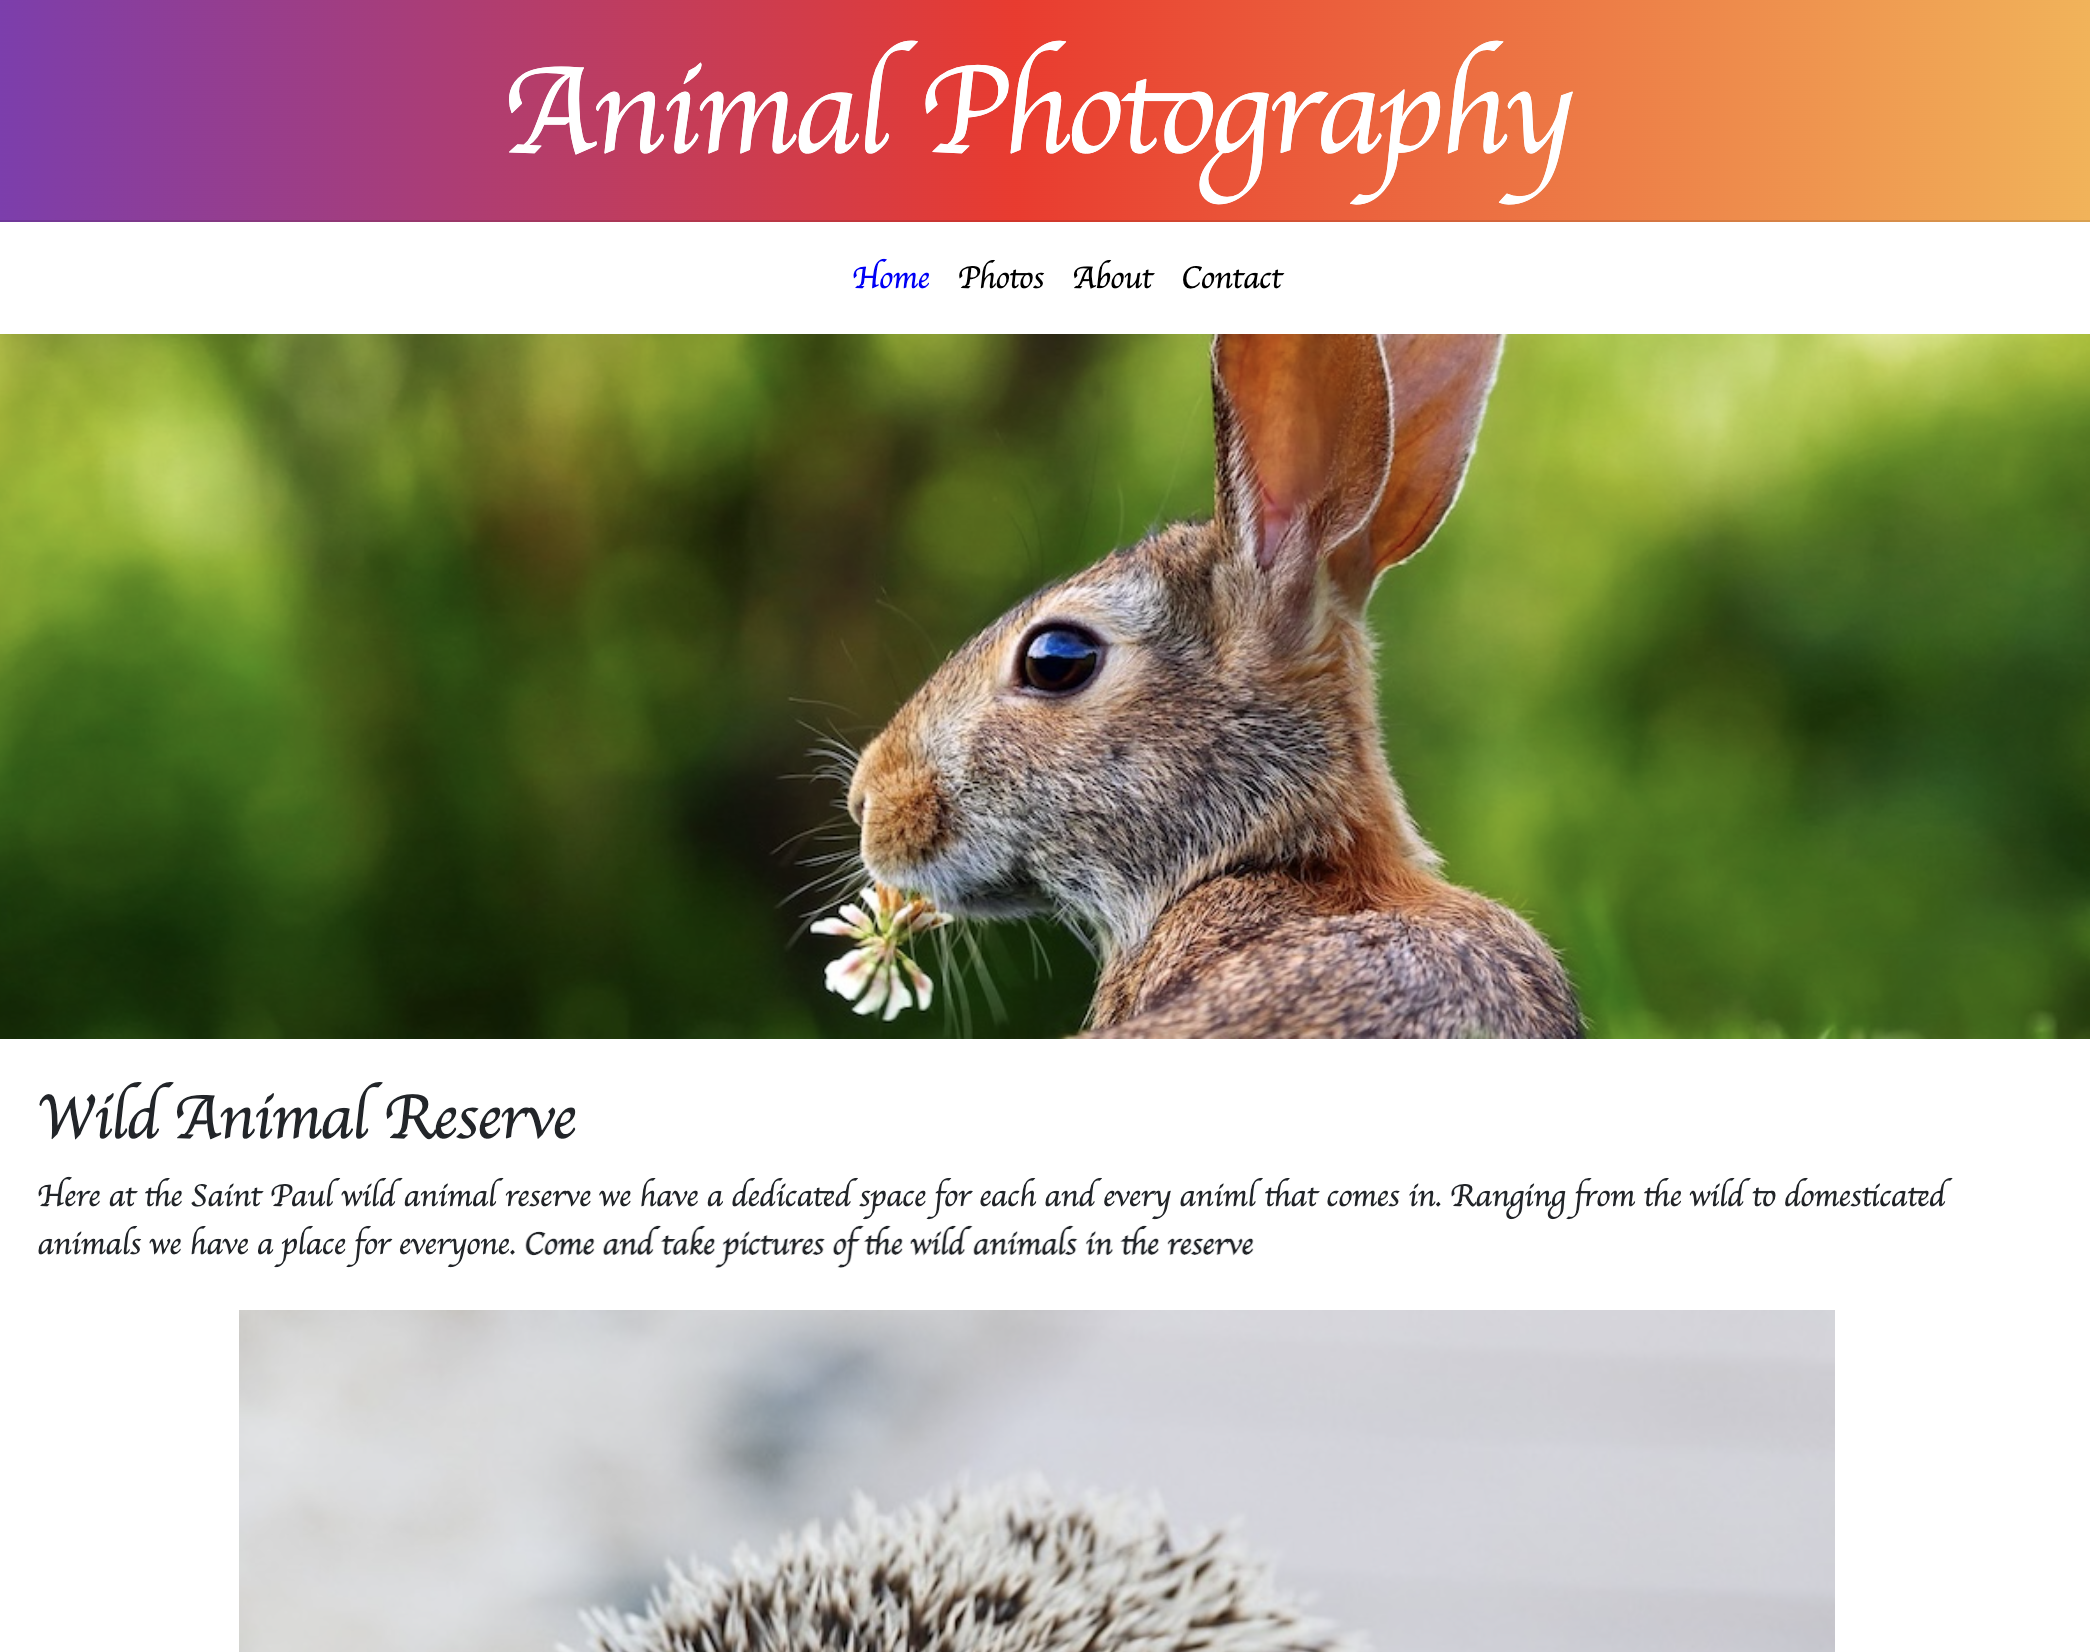 Animal Photography
Home Photos About Contact
Wild Animal Reserve
Here at the Saint Paul wild animal reserve we have a dedicated space for each and every animl that comes in. Ranging from the wild to domesticated
animals we have a place for everyone. Come and take pictures of the wild animals in the reserve